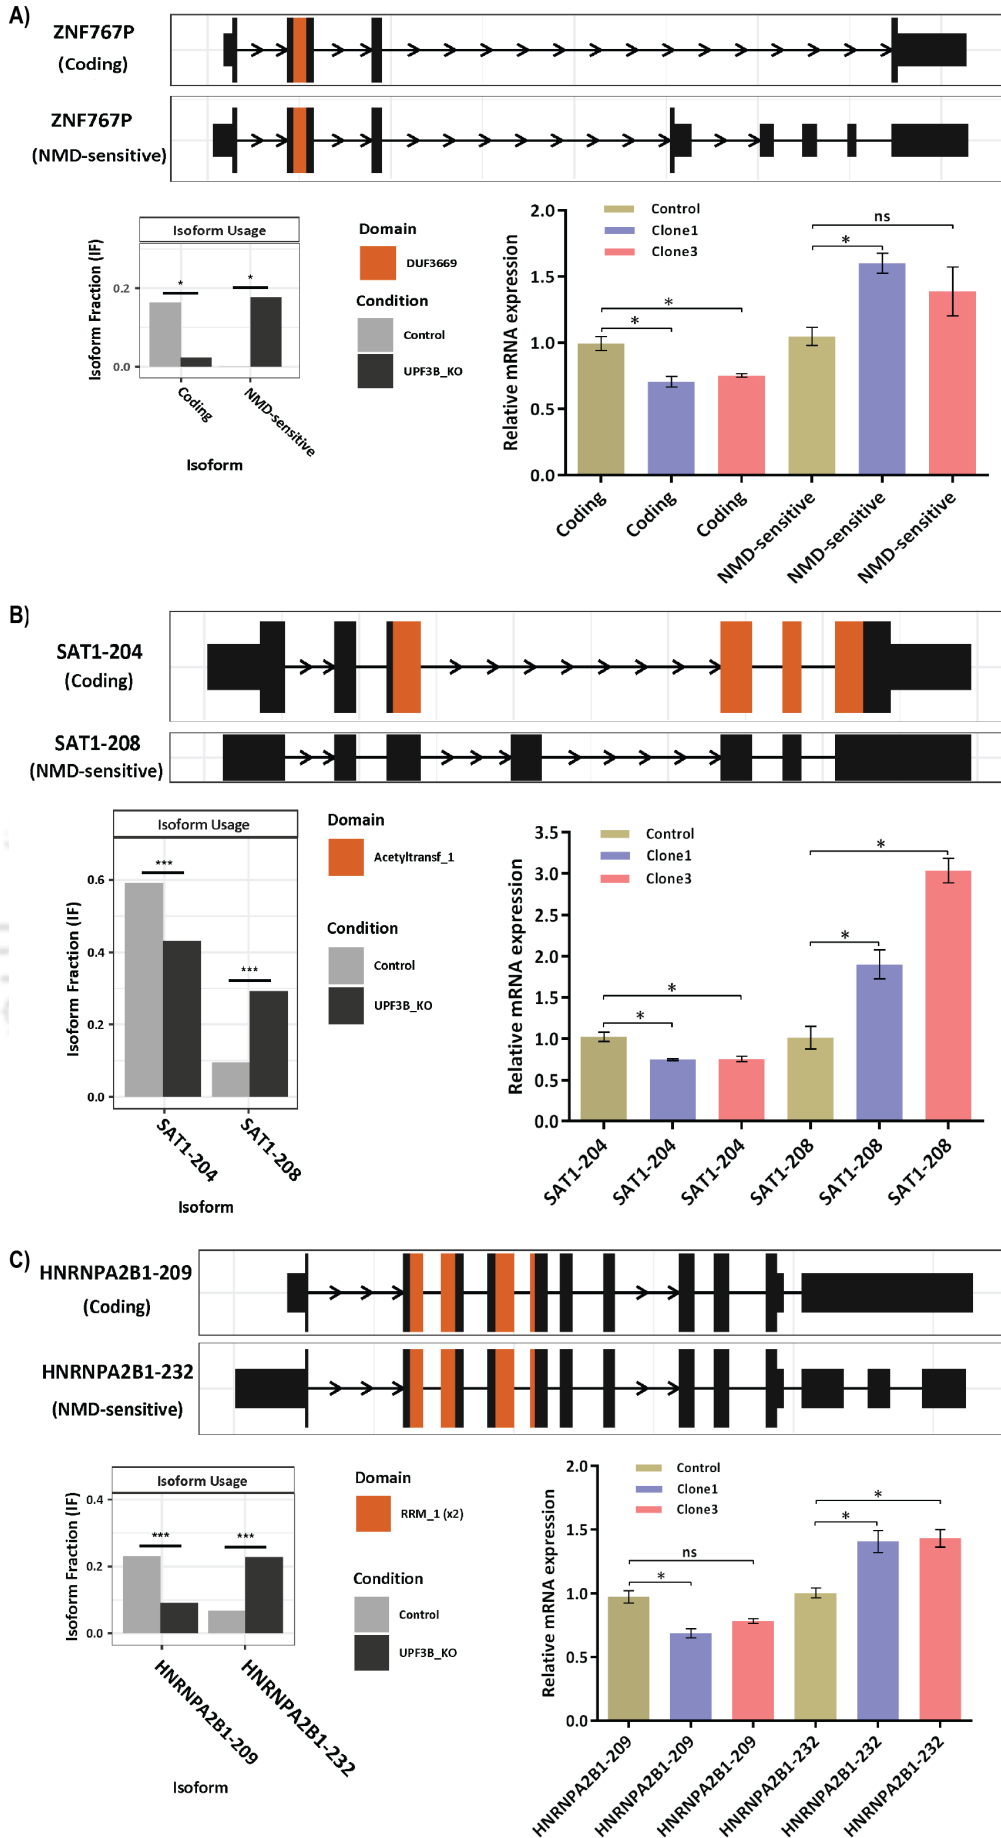 A)
ZNF767P
(Coding)
ZNF767P
(NMD-sensitive)
Isoform Usage
Isoform Fraction (IF)
0.2
0.0
*
*
Coding
NMD-sensitive
Isoform
Domain
DUF3669
Condition
Control
UPF3B_KO
Relative mRNA expression
2.0
1.5
1.0
0.5
0.0
Control
Clone1
Clone3
*
*
*
ns
Coding
Coding
Coding
NMD-sensitive
NMD-sensitive
NMD-sensitive
B)
SAT1-204
(Coding)
SAT1-208
(NMD-sensitive)
Isoform Usage
Isoform Fraction (IF)
0.6
0.4
0.2
0.0
***
***
SAT1-204
SAT1-208
Isoform
Domain
Acetyltransf_1
Condition
Control
UPF3B_KO
Relative mRNA expression
3.5
3.0
2.5
2.0
1.5
1.0
0.5
0.0
Control
Clone1
Clone3
*
*
*
*
SAT1-204
SAT1-204
SAT1-204
SAT1-208
SAT1-208
SAT1-208
C)
HNRNPA2B1-209
(Coding)
HNRNPA2B1-232
(NMD-sensitive)
Isoform Usage
Isoform Fraction (IF)
0.4
0.2
0.0
***
***
HNRNPA2B1-209
HNRNPA2B1-232
Isoform
Domain
RRM_1 (x2)
Condition
Control
UPF3B_KO
Relative mRNA expression
2.0
1.5
1.0
0.5
0.0
Control
Clone1
Clone3
ns
*
*
*
HNRNPA2B1-209
HNRNPA2B1-209
HNRNPA2B1-209
HNRNPA2B1-232
HNRNPA2B1-232
HNRNPA2B1-232